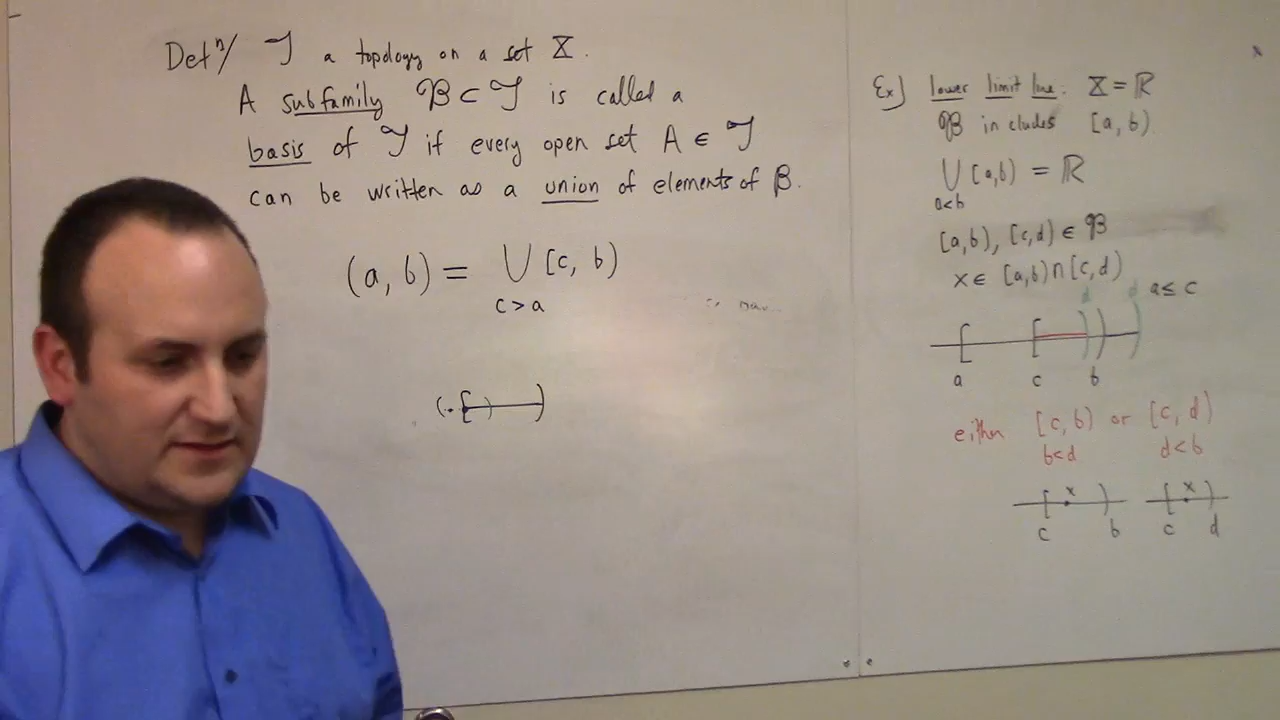 Defⁿ/ 𝒯 a topology on a set X.
A subfamily ℬ ⊂ 𝒯 is called a
basis of 𝒯 if every open set A ∈ 𝒯
can be written as a union of elements of β.
(a, b) = ∪ [c, b)
c > a
Ex) lower limit line: X = ℝ
ℬ includes [a, b)
∪ [a,b) = ℝ
a<b
[a,b), [c,d) ∈ ℬ
x ∈ [a,b) ∩ [c,d)
d d a ≤ c
a c b
either [c, b) or [c, d)
b<d d<b
x x
c b c d